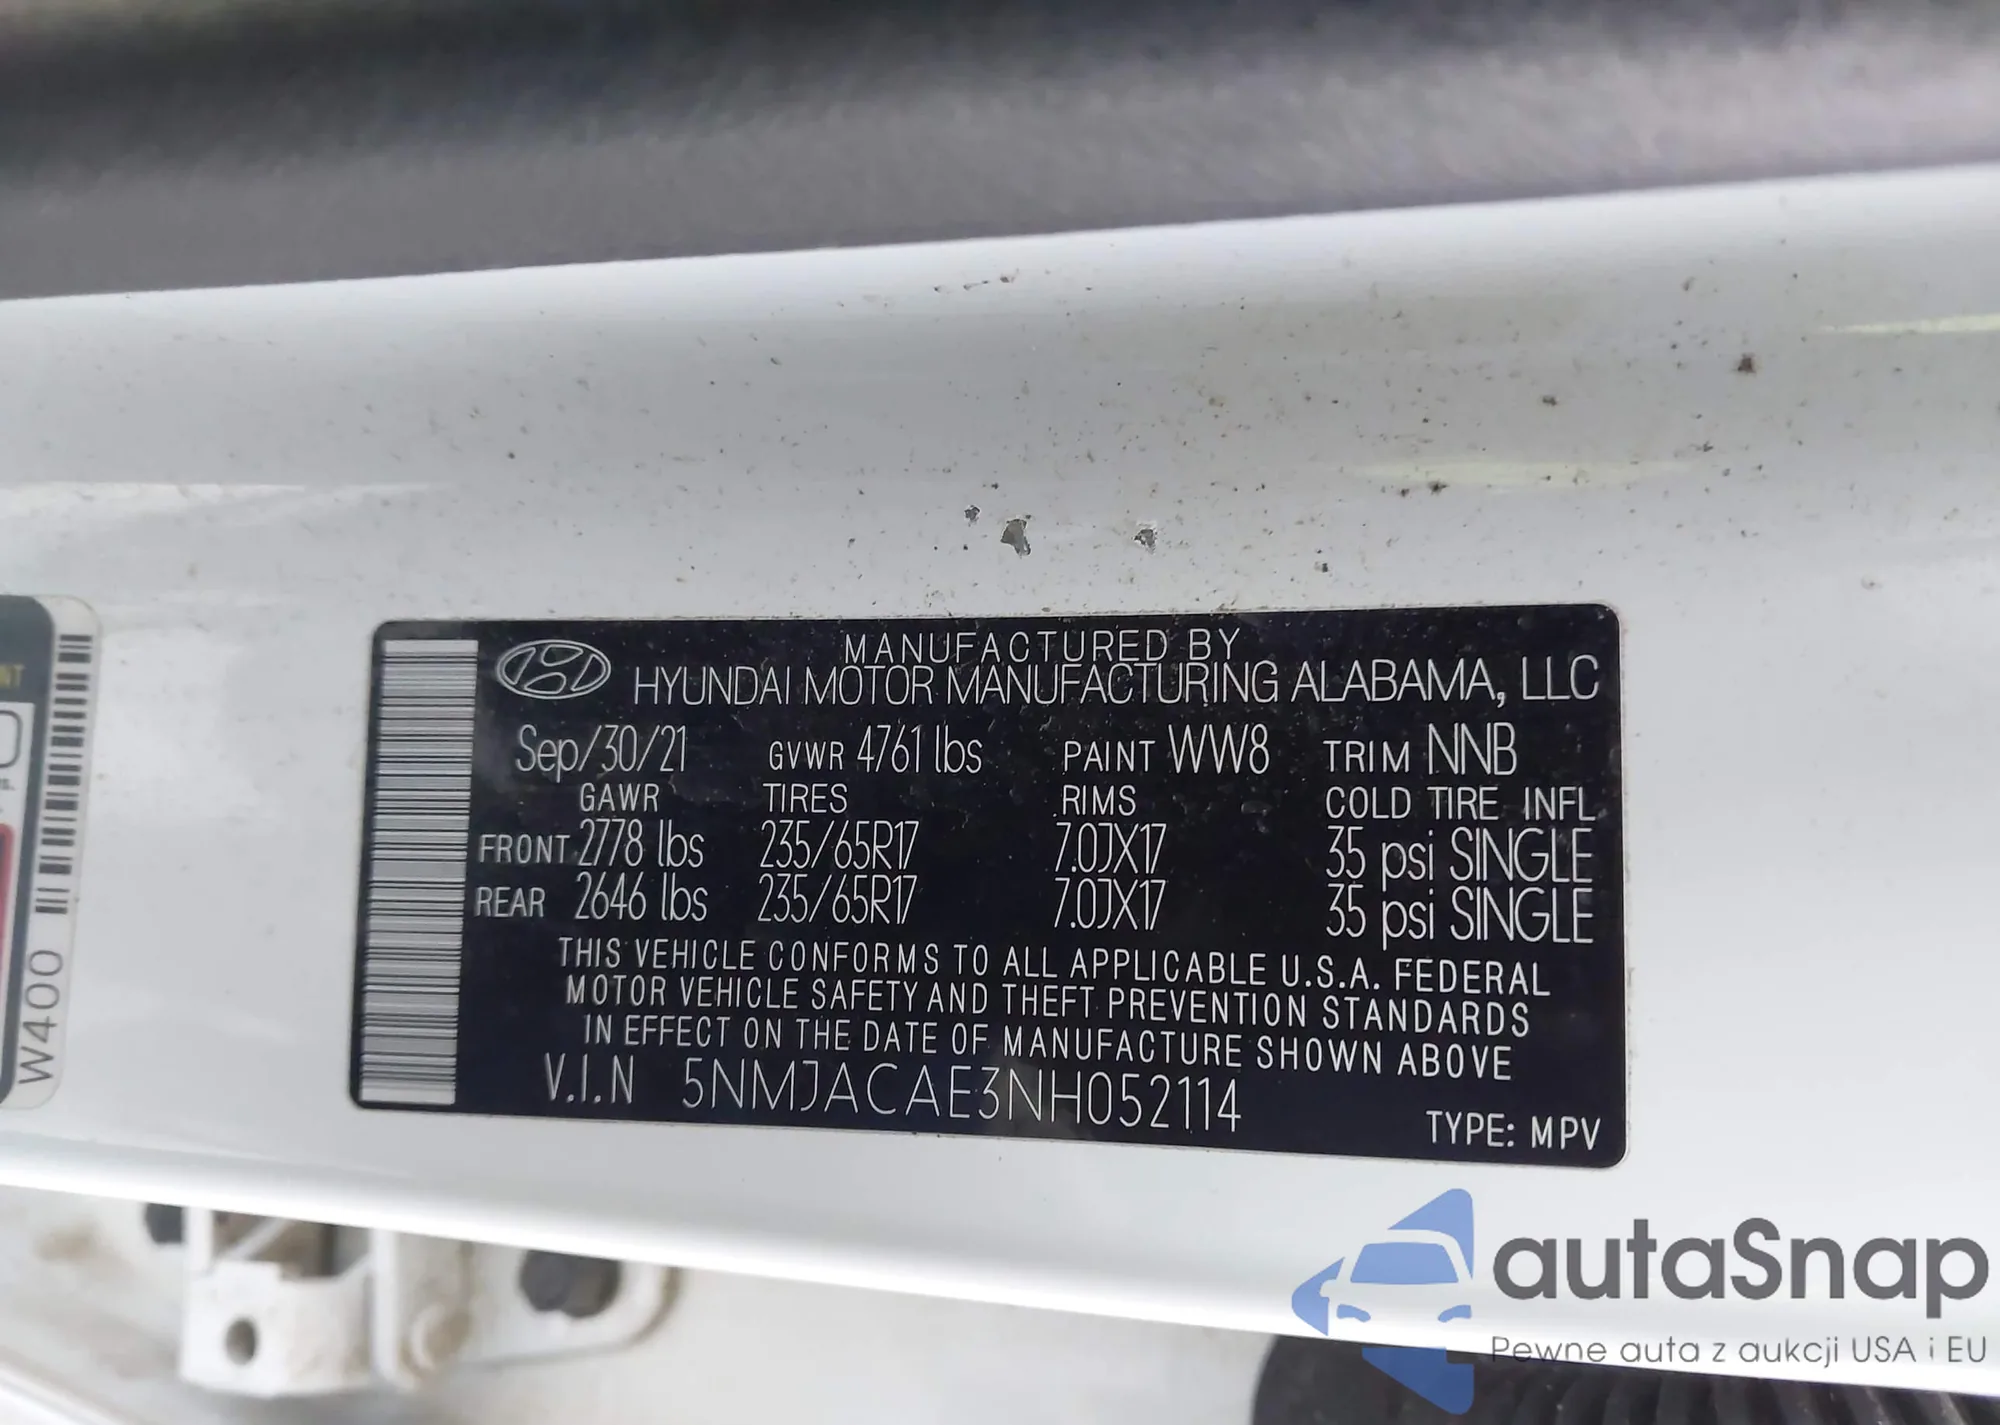 MANUFACTURED BY
HYUNDAI MOTOR MANUFACTURING ALABAMA, LLC
Sep/30/21 GVWR 4761 lbs PAINT WW8 TRIM NNB
GAWR TIRES RIMS COLD TIRE INFL
FRONT 2778 lbs 235/65R17 7.0JX17 35 psi SINGLE
REAR 2646 lbs 235/65R17 7.0JX17 35 psi SINGLE
THIS VEHICLE CONFORMS TO ALL APPLICABLE U.S.A. FEDERAL
MOTOR VEHICLE SAFETY AND THEFT PREVENTION STANDARDS
IN EFFECT ON THE DATE OF MANUFACTURE SHOWN ABOVE
V.I.N 5NMJACAE3NH052114
TYPE: MPV
W400
autaSnap
Pewne auta z aukcji USA i EU